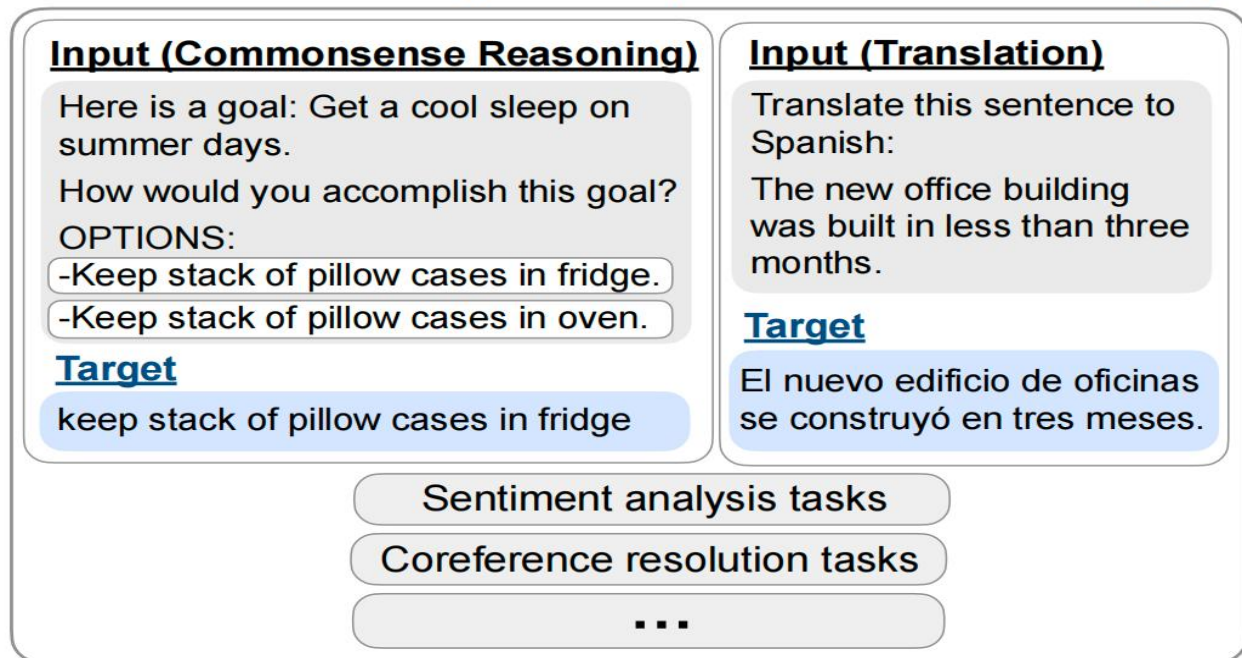 Input (Commonsense Reasoning)
Here is a goal: Get a cool sleep on
summer days.
How would you accomplish this goal?
OPTIONS:
-Keep stack of pillow cases in fridge.
-Keep stack of pillow cases in oven.
Target
keep stack of pillow cases in fridge
Input (Translation)
Translate this sentence to
Spanish:
The new office building
was built in less than three
months.
Target
El nuevo edificio de oficinas
se construyó en tres meses.
Sentiment analysis tasks
Coreference resolution tasks
...